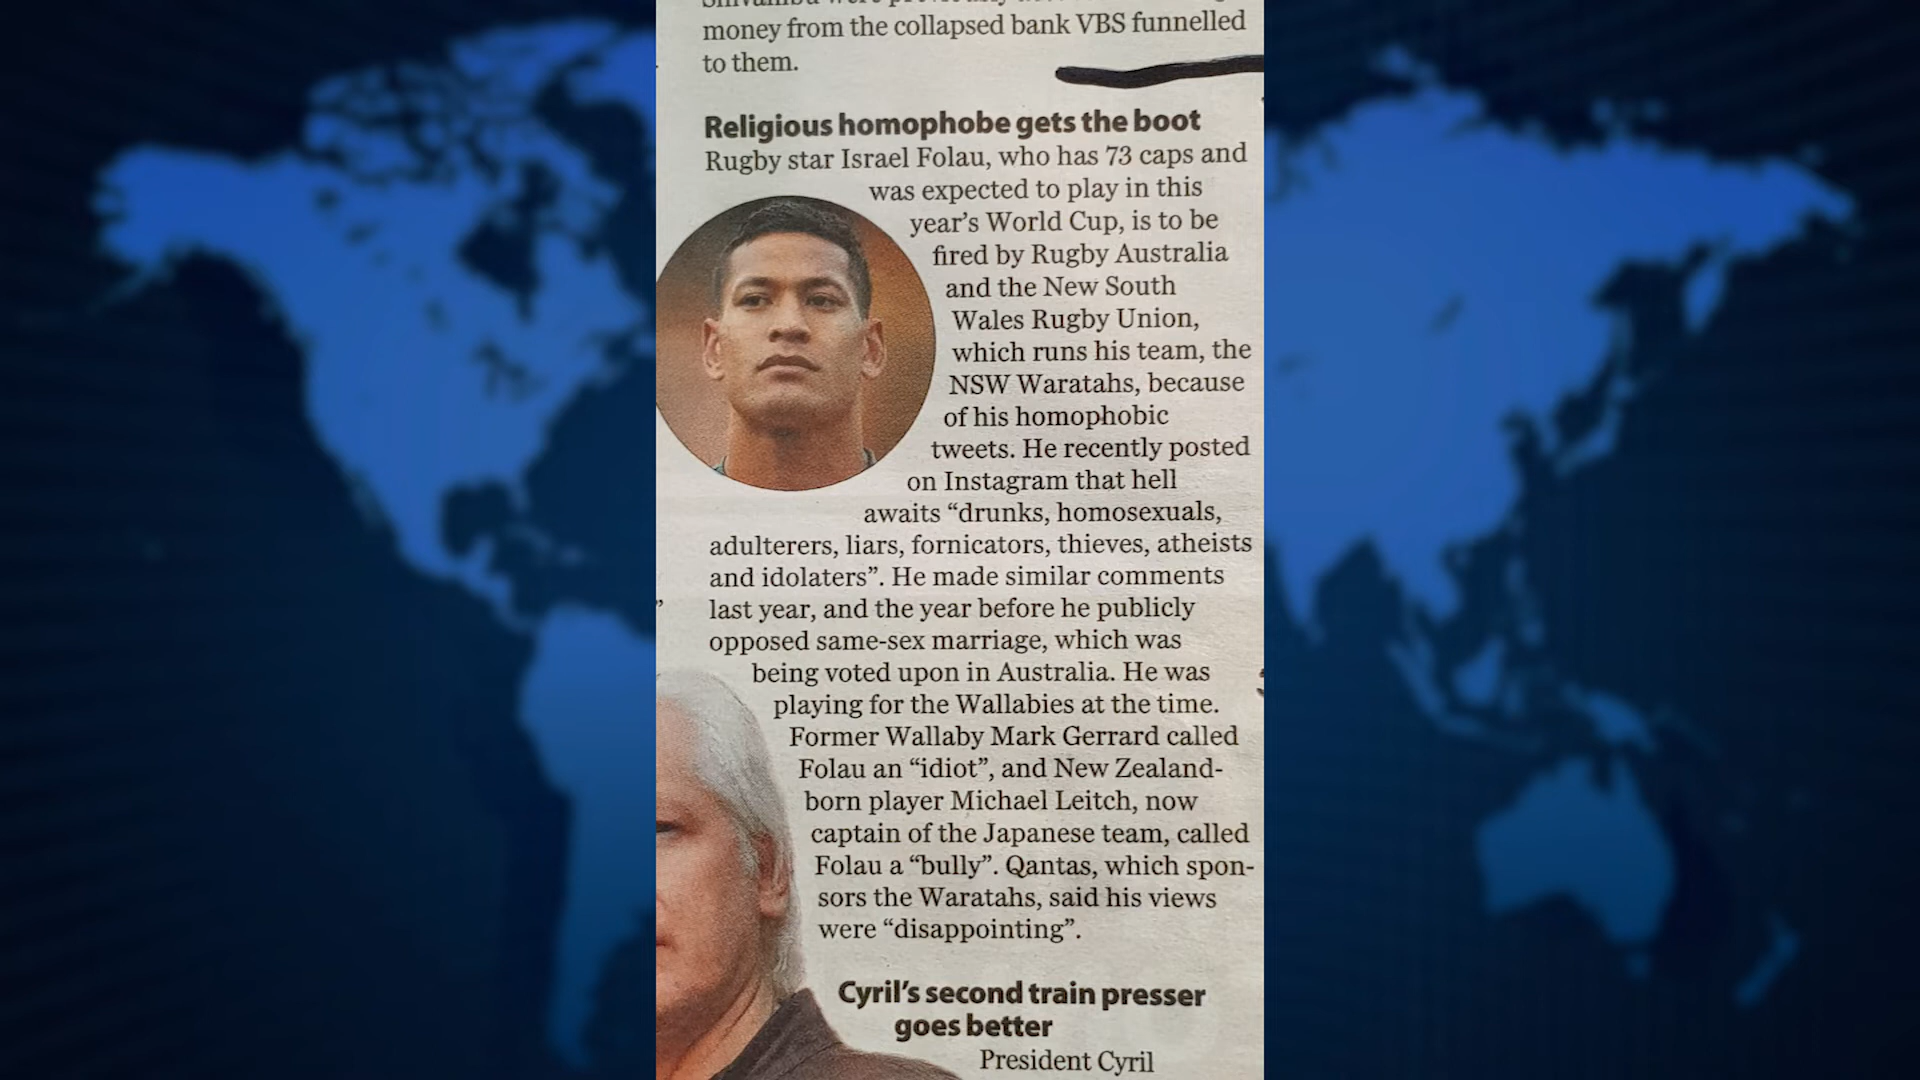 money from the collapsed bank VBS funnelled
to them.
Religious homophobe gets the boot
Rugby star Israel Folau, who has 73 caps and
was expected to play in this
year’s World Cup, is to be
fired by Rugby Australia
and the New South
Wales Rugby Union,
which runs his team, the
NSW Waratahs, because
of his homophobic
tweets. He recently posted
on Instagram that hell
awaits “drunks, homosexuals,
adulterers, liars, fornicators, thieves, atheists
and idolaters”. He made similar comments
last year, and the year before he publicly
opposed same-sex marriage, which was
being voted upon in Australia. He was
playing for the Wallabies at the time.
Former Wallaby Mark Gerrard called
Folau an “idiot”, and New Zealand-
born player Michael Leitch, now
captain of the Japanese team, called
Folau a “bully”. Qantas, which spon-
sors the Waratahs, said his views
were “disappointing”.
Cyril’s second train presser
goes better
President Cyril